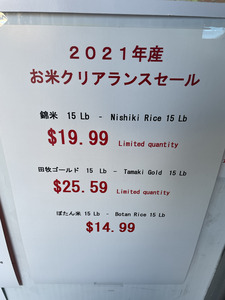 ２０２１年産
お米クリアランスセール
錦米 15 Lb - Nishiki Rice 15 Lb
$19.99 Limited quantity
田牧ゴールド 15 Lb - Tamaki Gold 15 Lb
$25.59 Limited quantity
ぼたん米 15 Lb - Botan Rice 15 Lb
$14.99